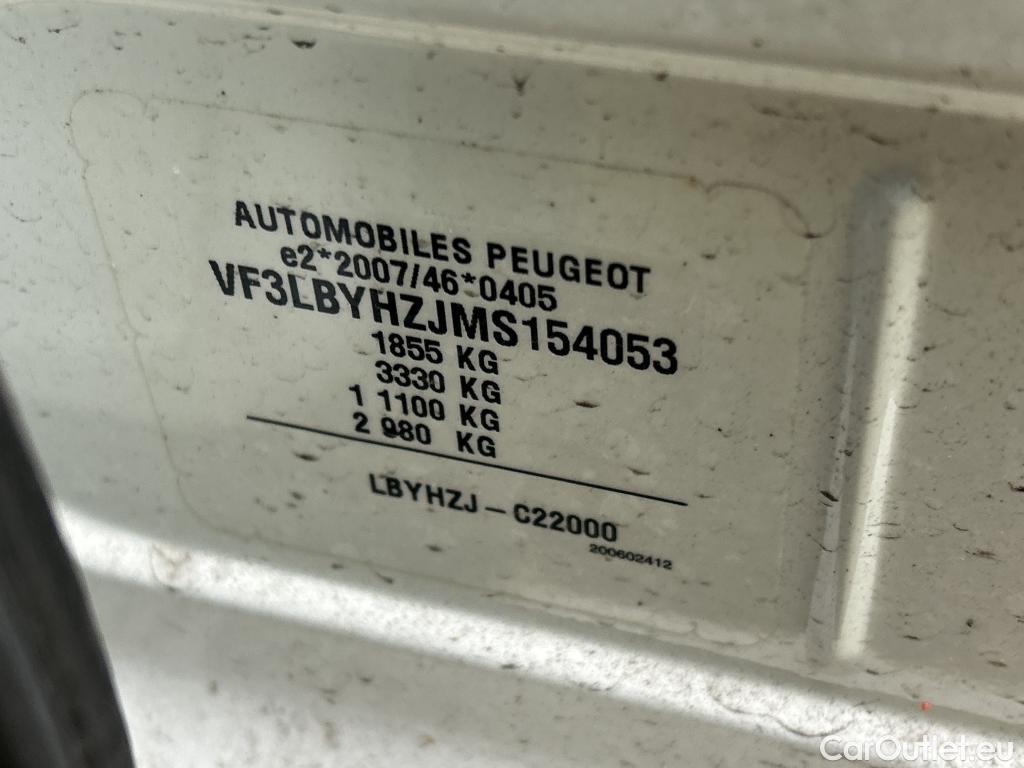 AUTOMOBILES PEUGEOT
e2*2007/46*0405
VF3LBYHZJMS154053
1855 KG
3330 KG
1 1100 KG
2 980 KG
LBYHZJ – C22000
200602412
CarOutlet.eu